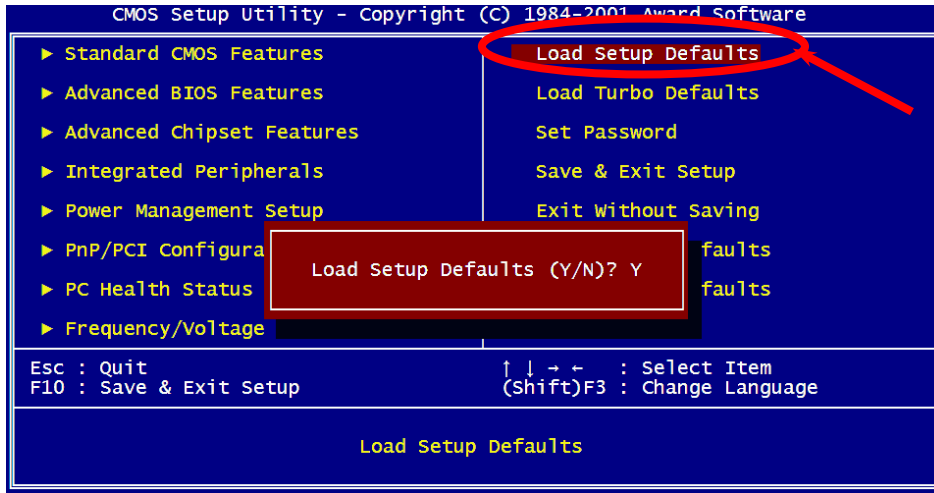 CMOS Setup Utility - Copyright (C) 1984-2001 Award Software
► Standard CMOS Features
► Advanced BIOS Features
► Advanced Chipset Features
► Integrated Peripherals
► Power Management Setup
► PnP/PCI Configura
► PC Health Status
► Frequency/Voltage
Load Setup Defaults
Load Turbo Defaults
Set Password
Save & Exit Setup
Exit Without Saving
faults
faults
Load Setup Defaults (Y/N)? Y
Esc : Quit
F10 : Save & Exit Setup
↑ ↓ → ← : Select Item
(Shift)F3 : Change Language
Load Setup Defaults